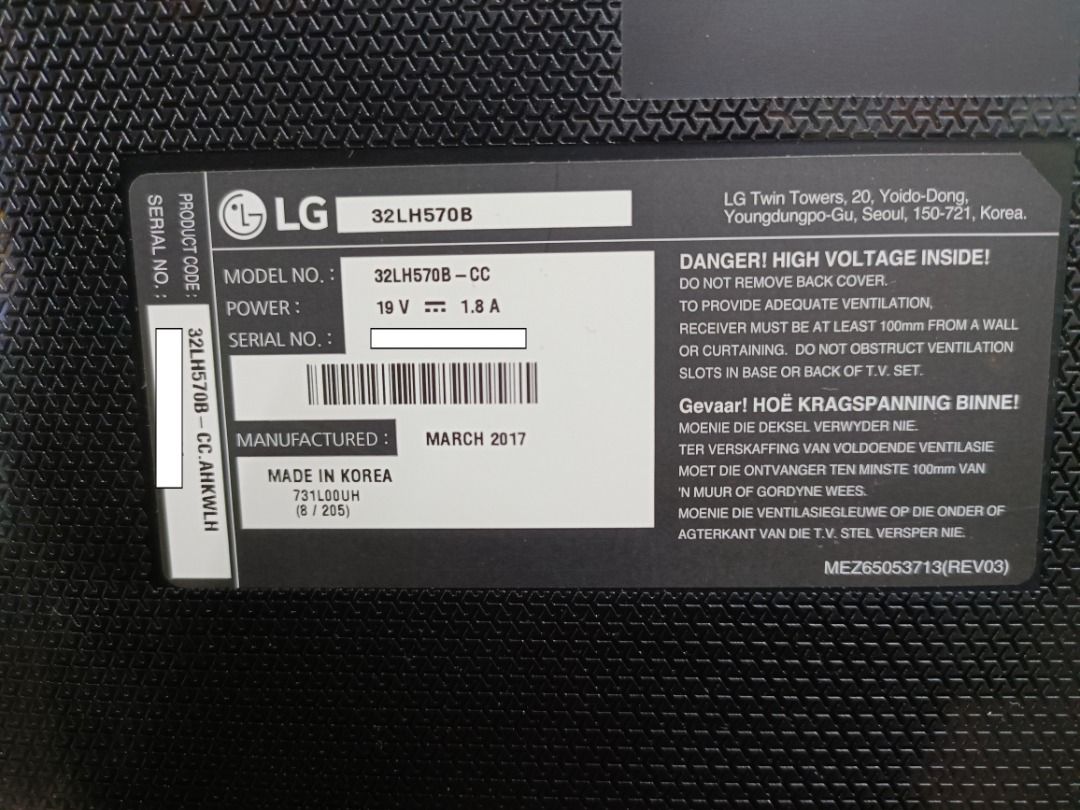 PRODUCT CODE:
SERIAL NO. :
32LH570B-CC.AHKWLH
LG
32LH570B
LG Twin Towers, 20, Yoido-Dong,
Youngdungpo-Gu, Seoul, 150-721, Korea.
MODEL NO. : 32LH570B-CC
POWER : 19 V ⎓ 1.8 A
SERIAL NO. :
MANUFACTURED : MARCH 2017
MADE IN KOREA
731L00UH
(8 / 205)
DANGER! HIGH VOLTAGE INSIDE!
DO NOT REMOVE BACK COVER.
TO PROVIDE ADEQUATE VENTILATION,
RECEIVER MUST BE AT LEAST 100mm FROM A WALL
OR CURTAINING. DO NOT OBSTRUCT VENTILATION
SLOTS IN BASE OR BACK OF T.V. SET.
Gevaar! HOË KRAGSPANNING BINNE!
MOENIE DIE DEKSEL VERWYDER NIE.
TER VERSKAFFING VAN VOLDOENDE VENTILASIE
MOET DIE ONTVANGER TEN MINSTE 100mm VAN
'N MUUR OF GORDYNE WEES.
MOENIE DIE VENTILASIEGLEUWE OP DIE ONDER OF
AGTERKANT VAN DIE T.V. STEL VERSPER NIE.
MEZ65053713(REV03)